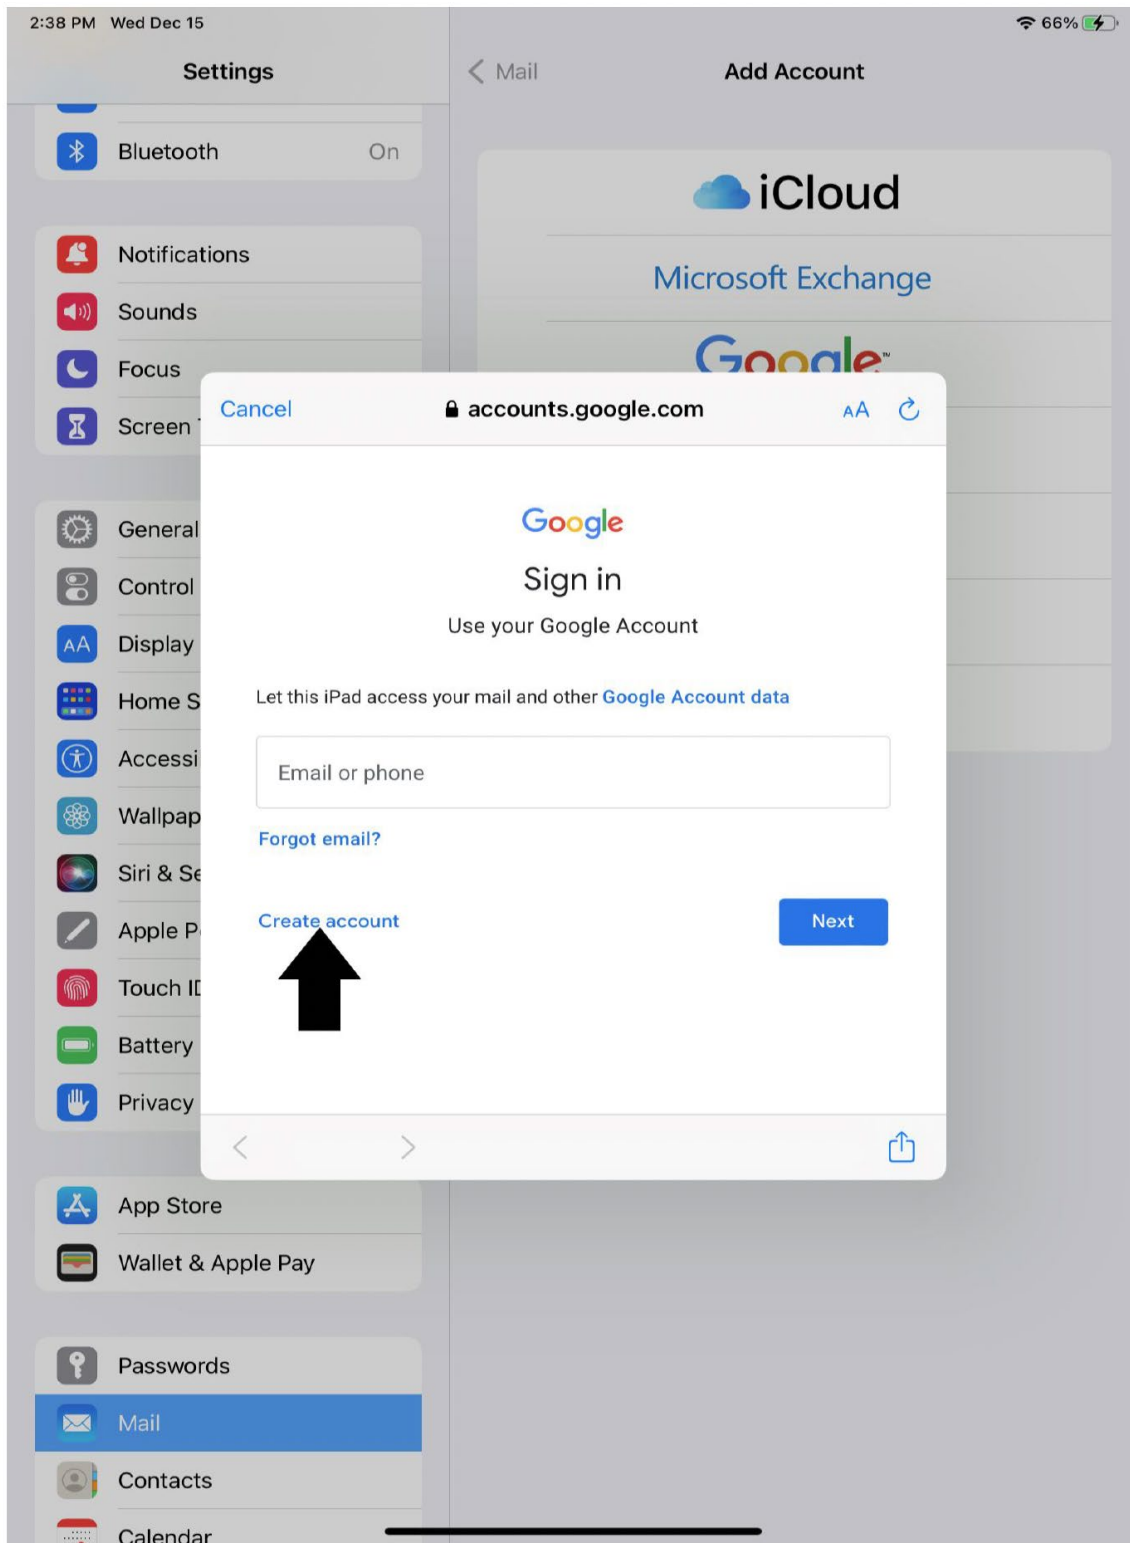 2:38 PM Wed Dec 15
66%
Settings
Mail
Add Account
Bluetooth
On
Notifications
Sounds
Focus
Screen
General
Control
Display
Home S
Accessi
Wallpap
Siri & Se
Apple P
Touch ID
Battery
Privacy
App Store
Wallet & Apple Pay
Passwords
Mail
Contacts
Calendar
iCloud
Microsoft Exchange
Google™
Cancel
accounts.google.com
AA
Google
Sign in
Use your Google Account
Let this iPad access your mail and other Google Account data
Email or phone
Forgot email?
Create account
Next